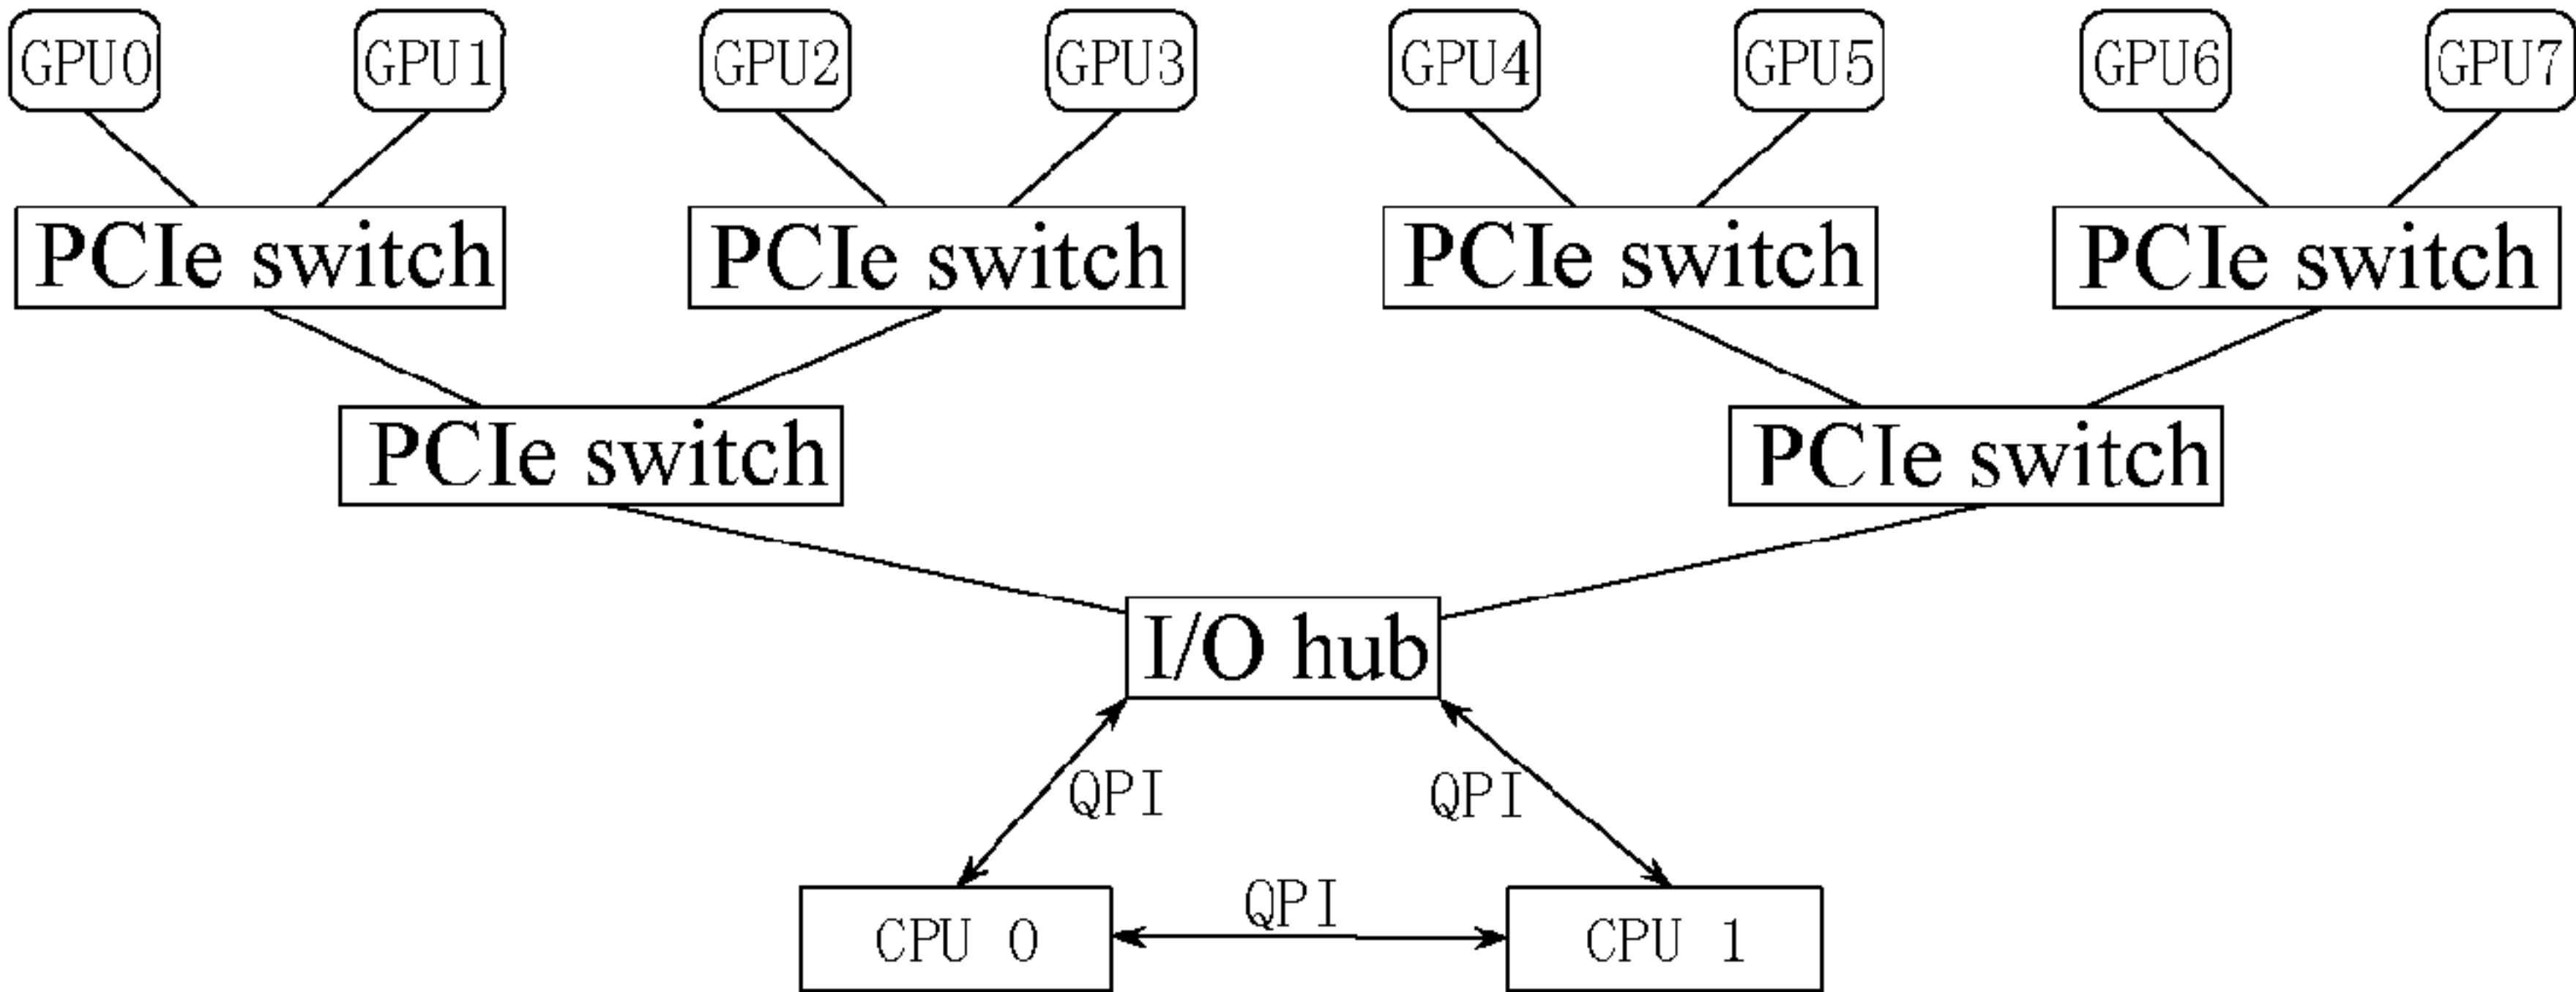 GPU0 GPU1 GPU2 GPU3 GPU4 GPU5 GPU6 GPU7
PCIe switch PCIe switch PCIe switch PCIe switch
PCIe switch PCIe switch
I/O hub
QPI QPI
QPI
CPU 0 CPU 1